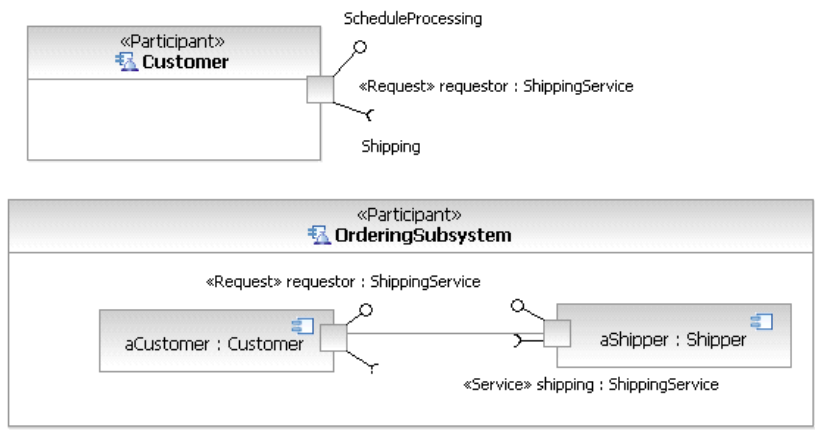 ScheduleProcessing
«Participant»
Customer
«Request» requestor : ShippingService
Shipping
«Participant»
OrderingSubsystem
«Request» requestor : ShippingService
aCustomer : Customer
aShipper : Shipper
«Service» shipping : ShippingService